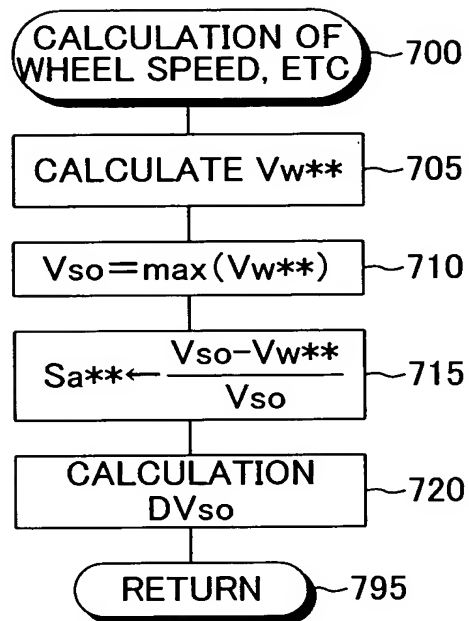 CALCULATION OF
WHEEL SPEED, ETC
700
CALCULATE Vw**
705
Vso=max(Vw**)
710
Sa**← (Vso-Vw**)/Vso
715
CALCULATION
DVso
720
RETURN
795